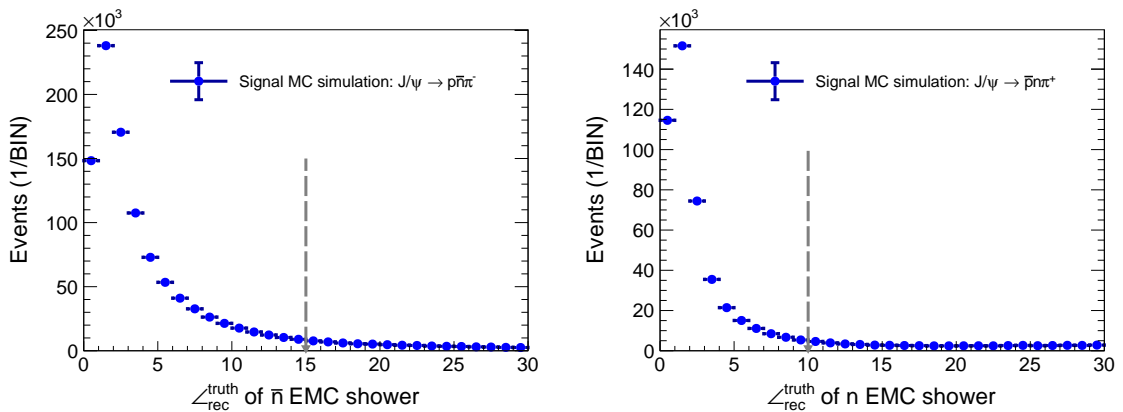 ×10³
250
200
150
100
50
0
Events (1/BIN)
Signal MC simulation: J/ψ → pn̅π⁻
0 5 10 15 20 25 30
∠ truth rec of n̅ EMC shower
×10³
140
120
100
80
60
40
20
0
Events (1/BIN)
Signal MC simulation: J/ψ → p̅nπ⁺
0 5 10 15 20 25 30
∠ truth rec of n EMC shower